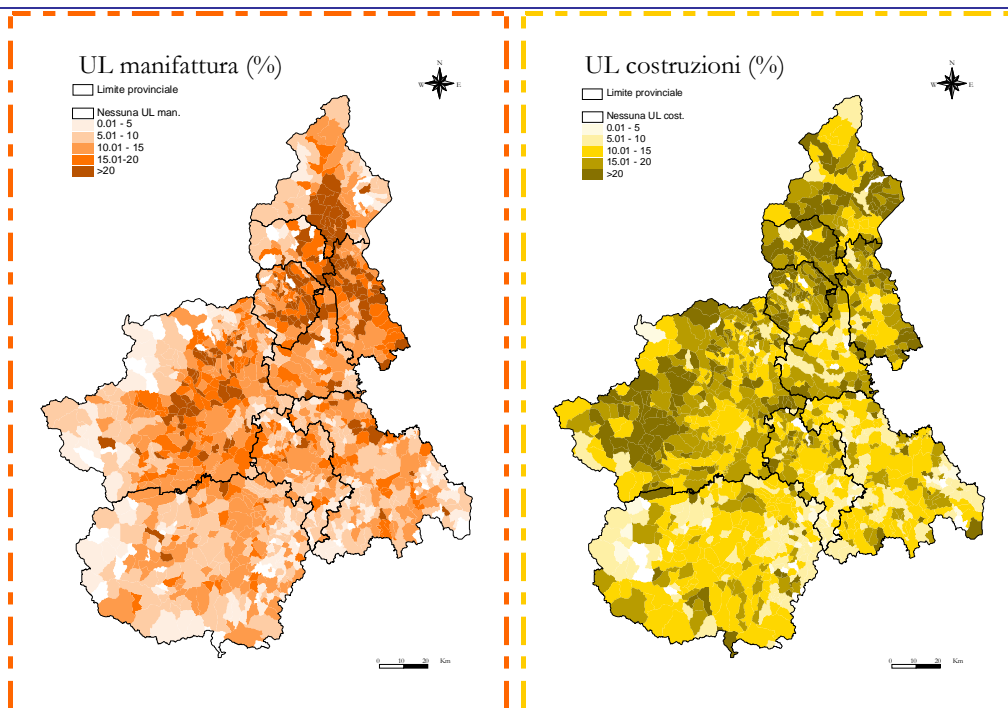 UL manifattura (%)
Limite provinciale
Nessuna UL man.
0.01 - 5
5.01 - 10
10.01 - 15
15.01-20
>20
N
W E
S
0 10 20 Km
UL costruzioni (%)
Limite provinciale
Nessuna UL cost.
0.01 - 5
5.01 - 10
10.01 - 15
15.01 - 20
>20
N
W E
S
0 10 20 Km